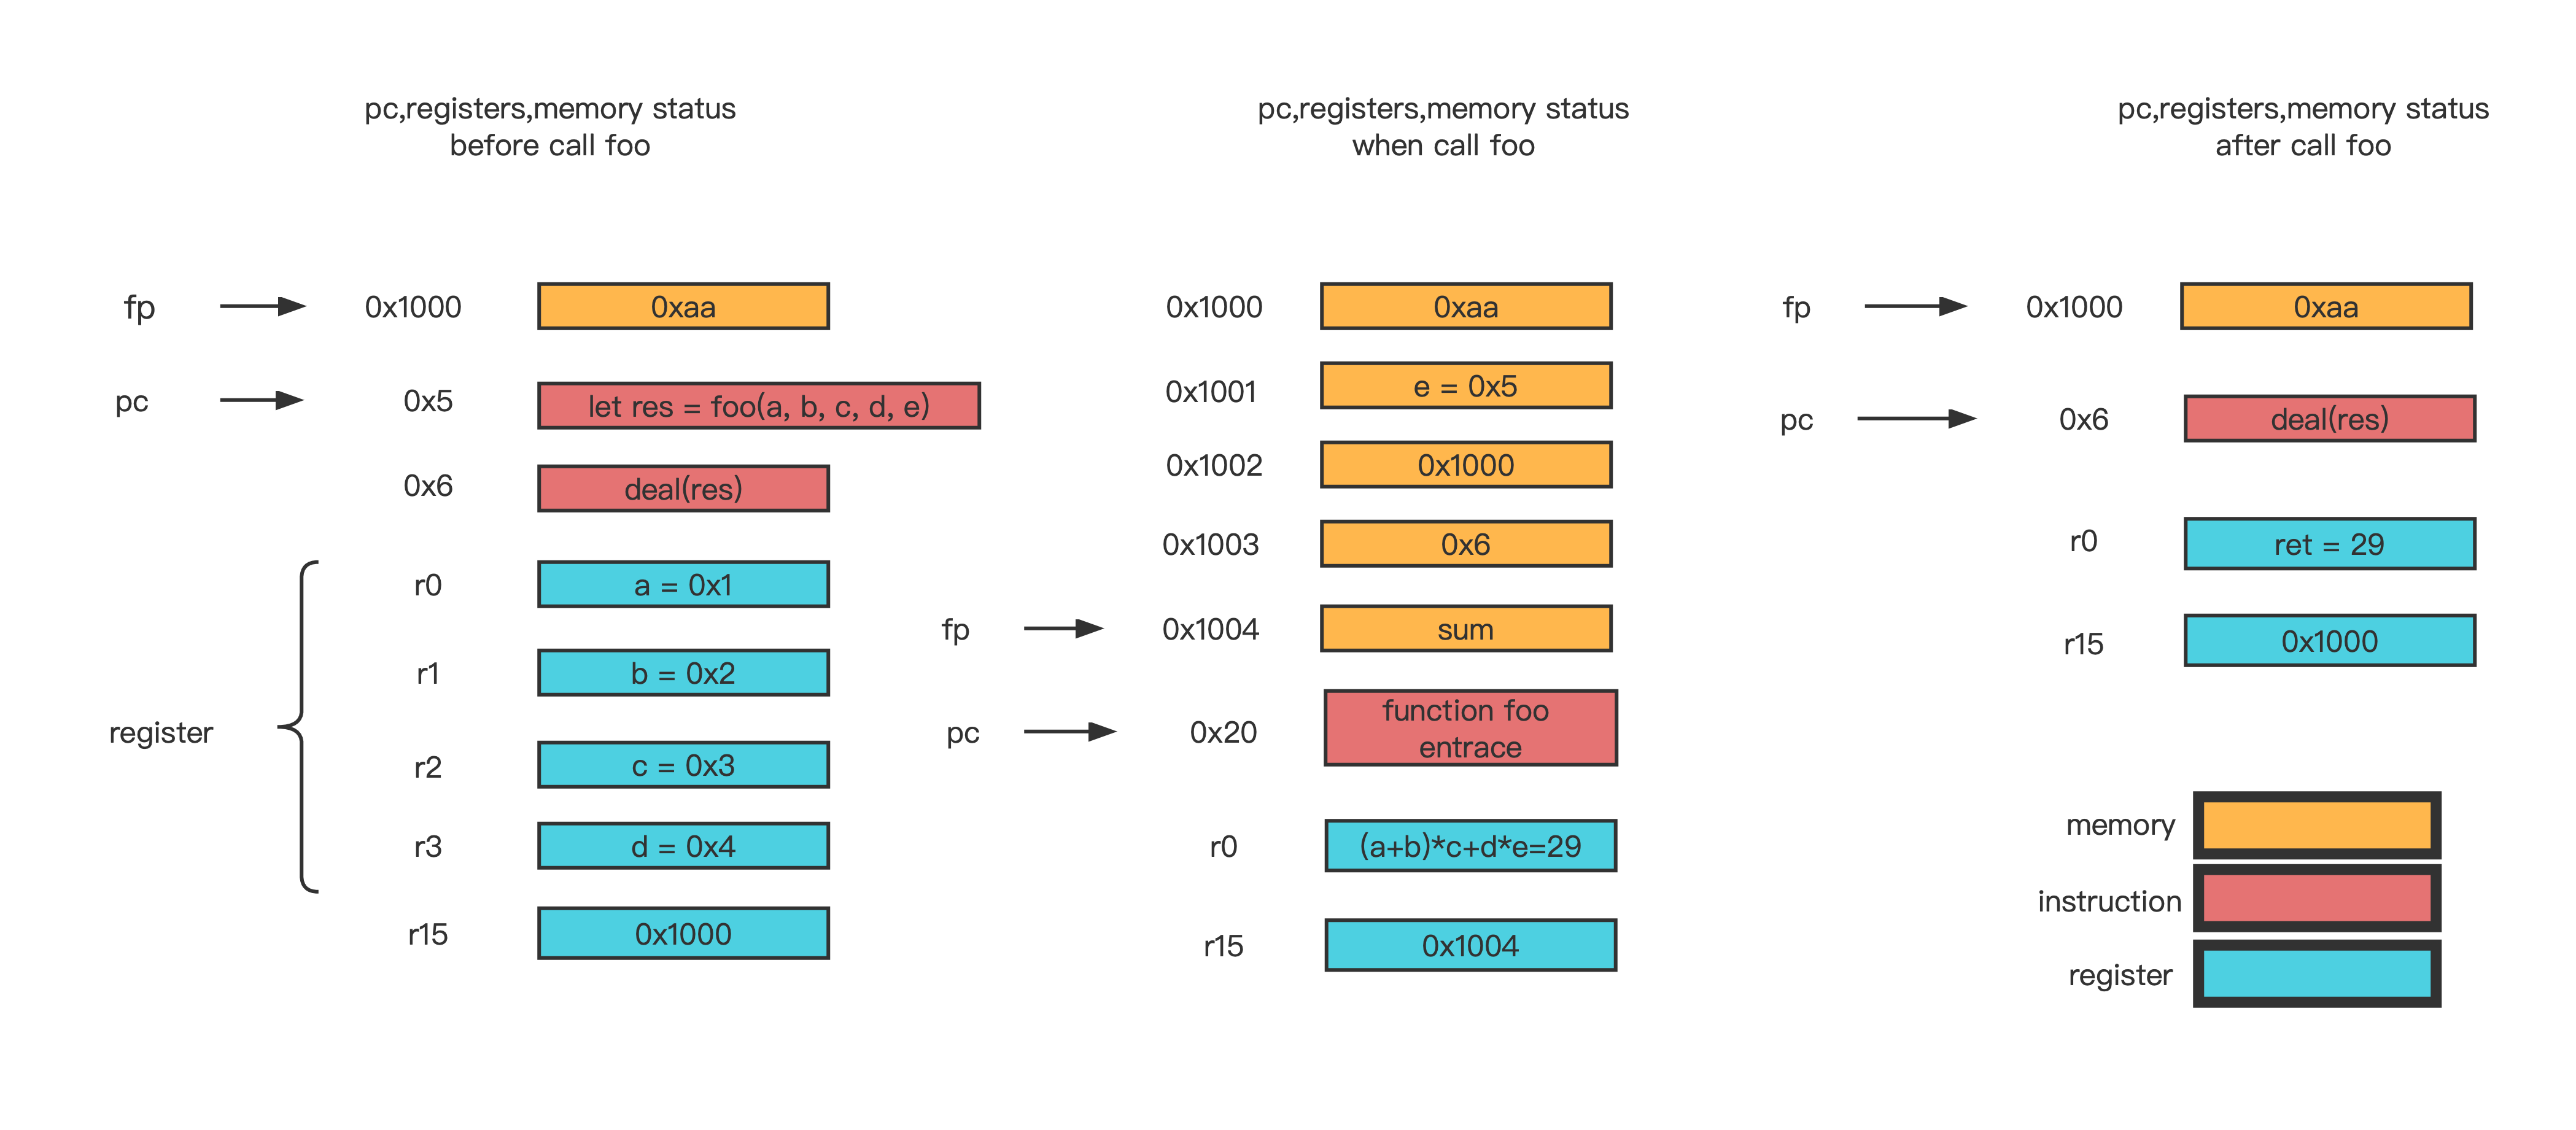 pc,registers,memory status
before call foo
fp
0x1000
0xaa
pc
0x5
let res = foo(a, b, c, d, e)
0x6
deal(res)
register
r0
a = 0x1
r1
b = 0x2
r2
c = 0x3
r3
d = 0x4
r15
0x1000
pc,registers,memory status
when call foo
0x1000
0xaa
0x1001
e = 0x5
0x1002
0x1000
0x1003
0x6
fp
0x1004
sum
pc
0x20
function foo
entrace
r0
(a+b)*c+d*e=29
r15
0x1004
pc,registers,memory status
after call foo
fp
0x1000
0xaa
pc
0x6
deal(res)
r0
ret = 29
r15
0x1000
memory
instruction
register